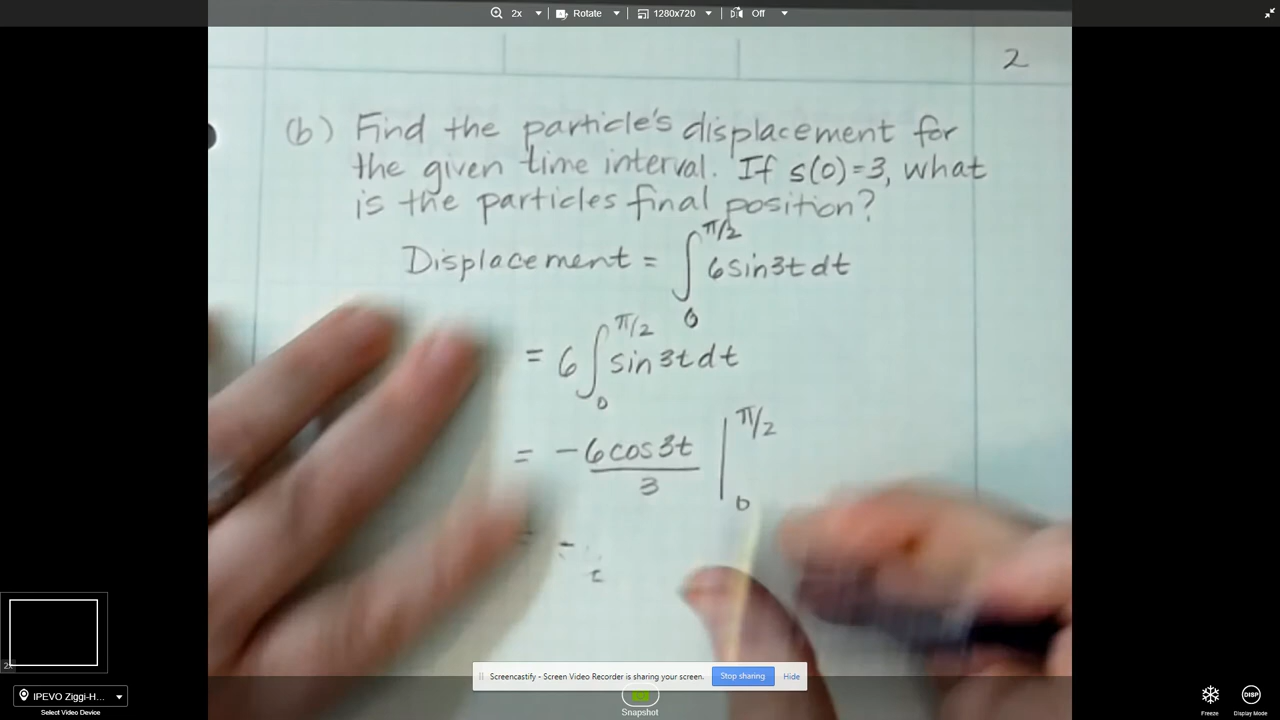 2x
Rotate
1280x720
Off
2
(b) Find the particle's displacement for
the given time interval. If s(0)=3, what
is the particles final position?
Displacement = ∫₀^π/2 6sin3t dt
= 6 ∫₀^π/2 sin3t dt
= -6cos3t/3 |₀^π/2
= -
2x
Screencastify - Screen Video Recorder is sharing your screen.
Stop sharing
Hide
IPEVO Ziggi-H...
Select Video Device
Snapshot
Freeze
DISP
Display Mode